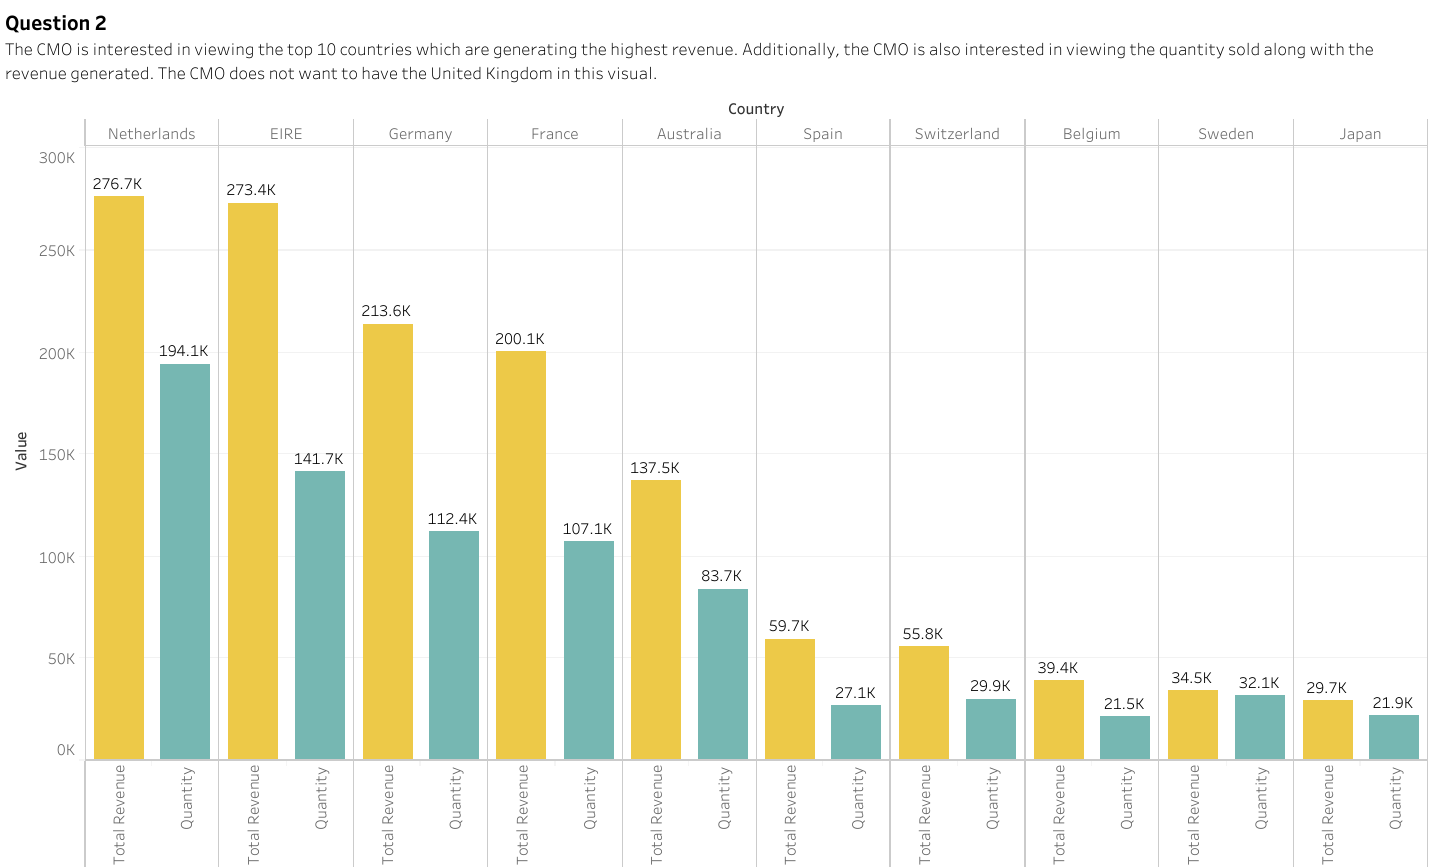 Question 2
The CMO is interested in viewing the top 10 countries which are generating the highest revenue. Additionally, the CMO is also interested in viewing the quantity sold along with the
revenue generated. The CMO does not want to have the United Kingdom in this visual.
Country
Netherlands EIRE Germany France Australia Spain Switzerland Belgium Sweden Japan
300K
276.7K 273.4K
250K
213.6K
200.1K
200K
194.1K
150K
141.7K
137.5K
112.4K
107.1K
100K
83.7K
59.7K
55.8K
50K
39.4K
34.5K 32.1K
29.9K
29.7K
27.1K
21.5K 21.9K
0K
Value
Total Revenue Quantity Total Revenue Quantity Total Revenue Quantity Total Revenue Quantity Total Revenue Quantity Total Revenue Quantity Total Revenue Quantity Total Revenue Quantity Total Revenue Quantity Total Revenue Quantity